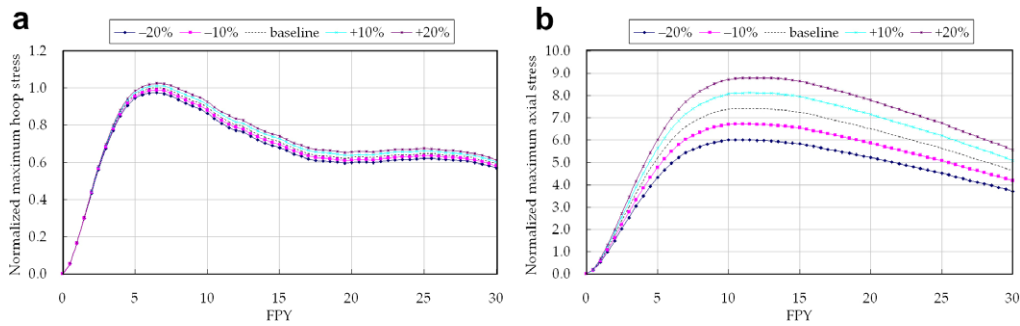 a
–20% –10% baseline +10% +20%
Normalized maximum hoop stress
1.2
1.0
0.8
0.6
0.4
0.2
0.0
0 5 10 15 20 25 30
FPY
b
–20% –10% baseline +10% +20%
Normalized maximum axial stress
10.0
9.0
8.0
7.0
6.0
5.0
4.0
3.0
2.0
1.0
0.0
0 5 10 15 20 25 30
FPY